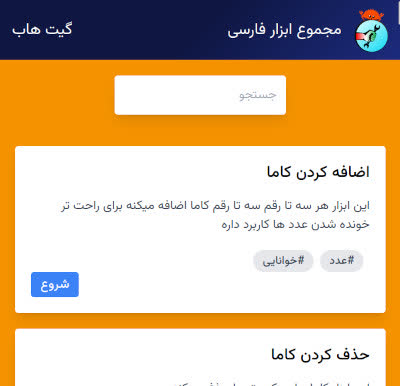 مجموع ابزار فارسی
گیت هاب
جستجو
اضافه کردن کاما
این ابزار هر سه تا رقم سه تا رقم کاما اضافه میکنه برای راحت تر
خونده شدن عدد ها کاربرد داره
#عدد #خوانایی
شروع
حذف کردن کاما